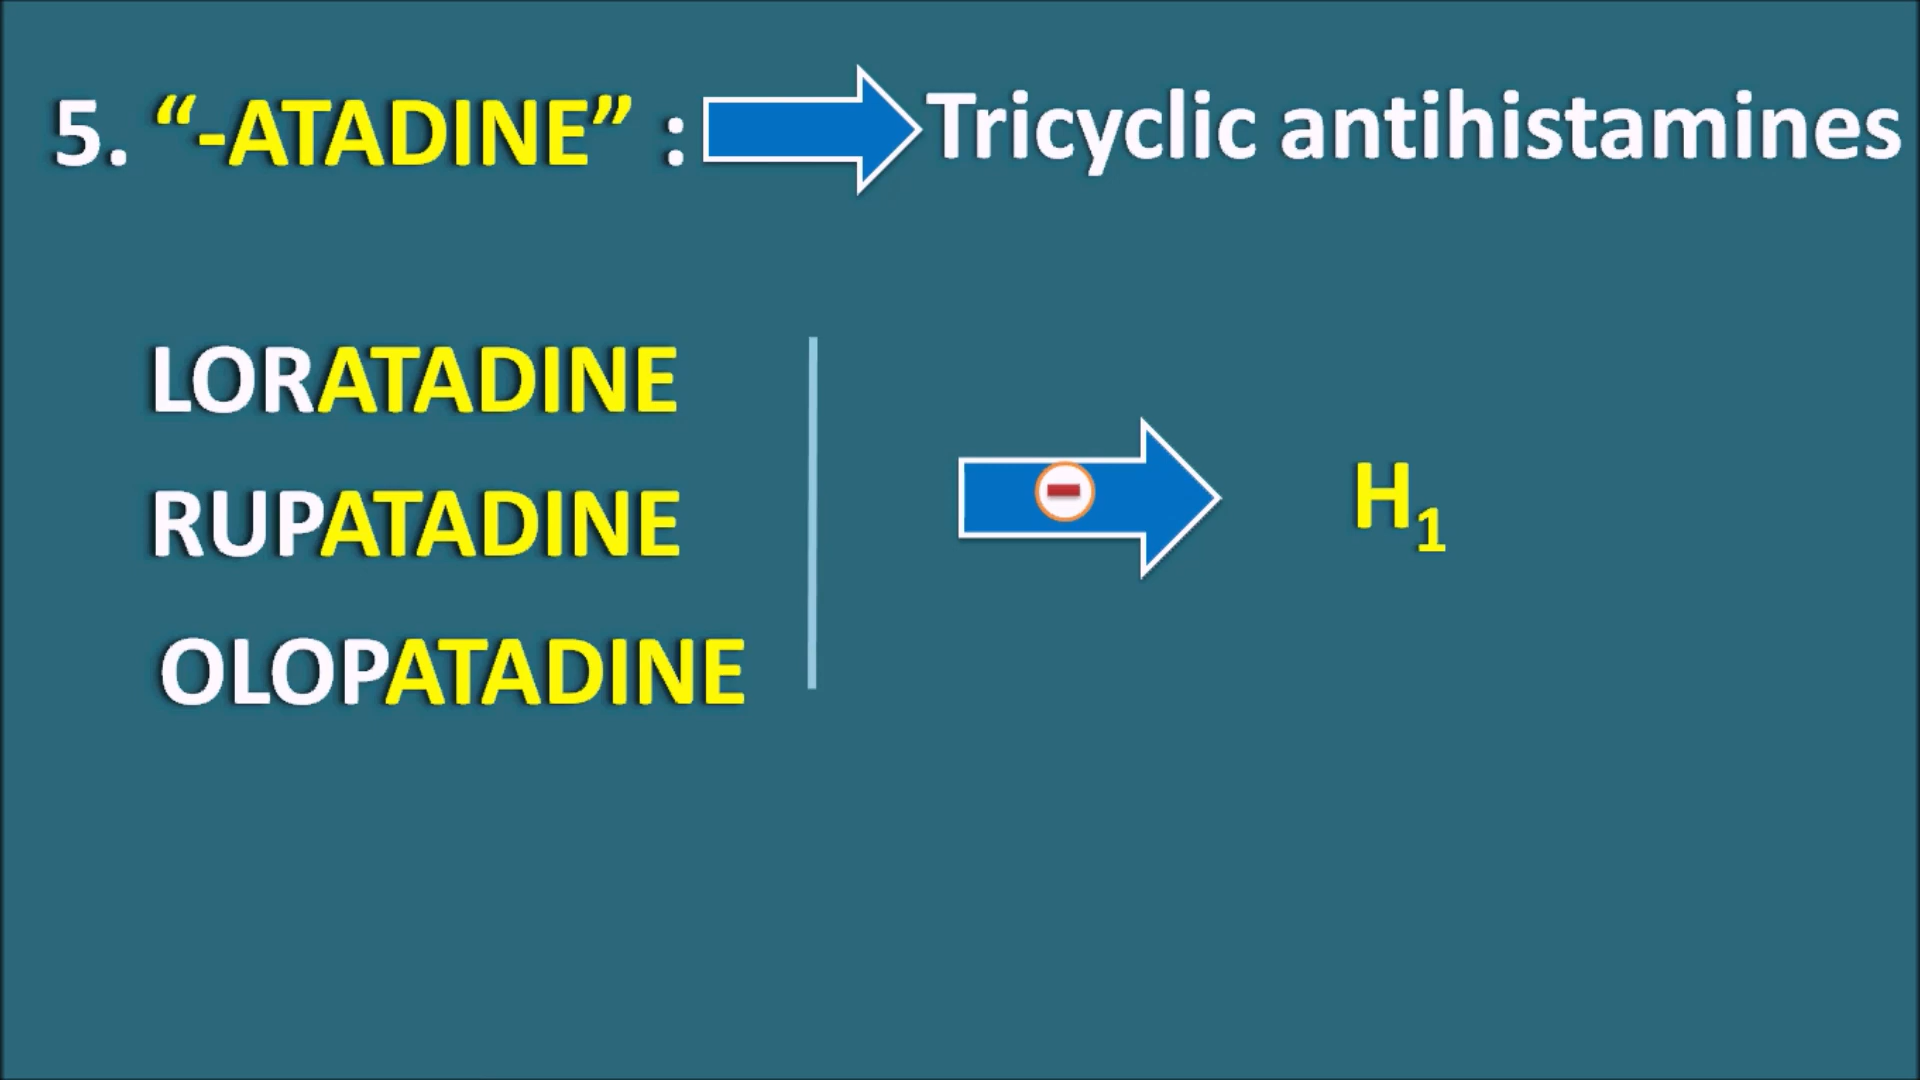 5. “-ATADINE” : Tricyclic antihistamines
LORATADINE
RUPATADINE
OLOPATADINE
H₁